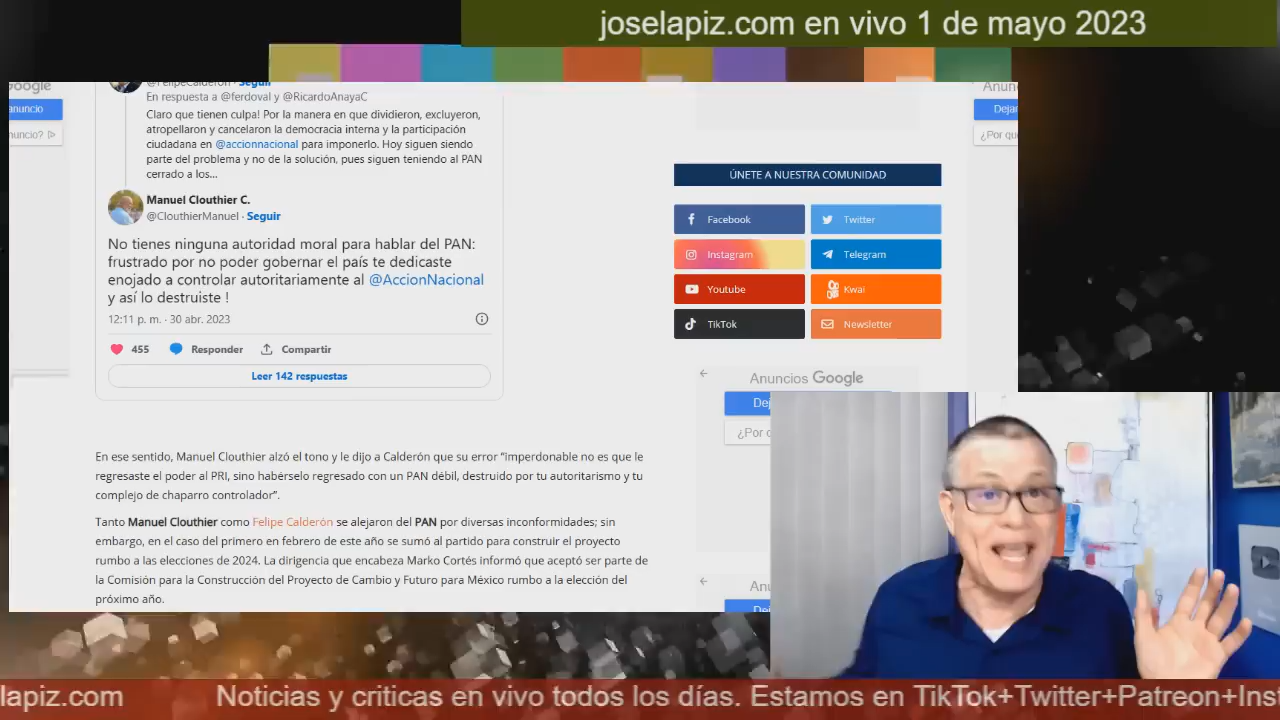 joselapiz.com en vivo 1 de mayo 2023
Google
anuncio
@FelipeCalderon · Seguir
En respuesta a @ferdoval y @RicardoAnayaC
Claro que tienen culpa! Por la manera en que dividieron, excluyeron,
atropellaron y cancelaron la democracia interna y la participación
ciudadana en @accionnacional para imponerlo. Hoy siguen siendo
parte del problema y no de la solución, pues siguen teniendo al PAN
cerrado a los...
Manuel Clouthier C.
@ClouthierManuel · Seguir
No tienes ninguna autoridad moral para hablar del PAN:
frustrado por no poder gobernar el país te dedicaste
enojado a controlar autoritariamente al @AccionNacional
y así lo destruiste !
12:11 p. m. · 30 abr. 2023
455 Responder Compartir
Leer 142 respuestas
En ese sentido, Manuel Clouthier alzó el tono y le dijo a Calderón que su error “Imperdonable no es que le
regresaste el poder al PRI, sino habérselo regresado con un PAN débil, destruido por tu autoritarismo y tu
complejo de chaparro controlador”.
Tanto Manuel Clouthier como Felipe Calderón se alejaron del PAN por diversas inconformidades; sin
embargo, en el caso del primero en febrero de este año se sumó al partido para construir el proyecto
rumbo a las elecciones de 2024. La dirigencia que encabeza Marko Cortés informó que aceptó ser parte de
la Comisión para la Construcción del Proyecto de Cambio y Futuro para México rumbo a la elección del
próximo año.
ÚNETE A NUESTRA COMUNIDAD
Facebook Twitter
Instagram Telegram
Youtube Kwai
TikTok Newsletter
Anuncios Google
Dej
¿Por q
Anu
Dej
Anunc
Dejar
¿Por qu
lapiz.com Noticias y criticas en vivo todos los días. Estamos en TikTok+Twitter+Patreon+Inst